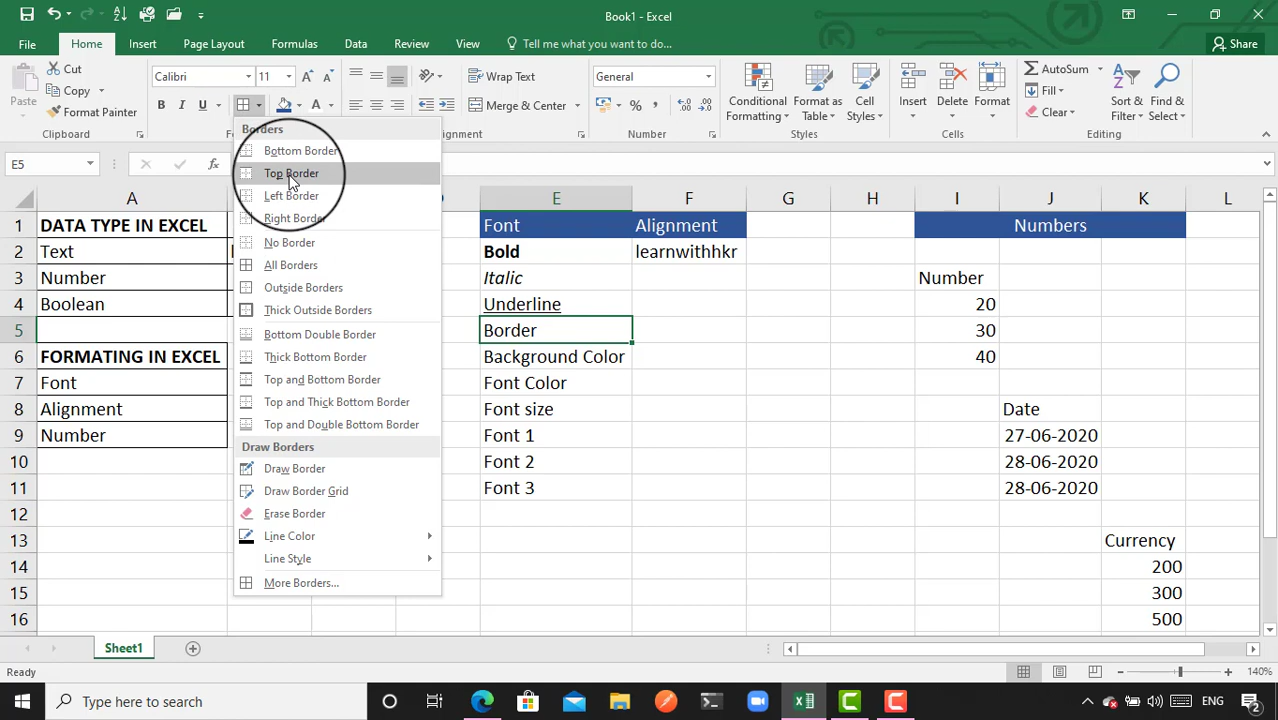 Book1 - Excel
File Home Insert Page Layout Formulas Data Review View Tell me what you want to do... Share
Paste
Cut
Copy
Format Painter
Clipboard
Calibri 11
B I U
Wrap Text
Merge & Center
Alignment
General
Number
Conditional Formatting
Format as Table
Cell Styles
Styles
Insert Delete Format
Cells
AutoSum
Fill
Clear
Sort & Filter
Find & Select
Editing
E5
Borders
Bottom Border
Top Border
Left Border
Right Border
No Border
All Borders
Outside Borders
Thick Outside Borders
Bottom Double Border
Thick Bottom Border
Top and Bottom Border
Top and Thick Bottom Border
Top and Double Bottom Border
Draw Borders
Draw Border
Draw Border Grid
Erase Border
Line Color
Line Style
More Borders...
A E F G H I J K L
1 DATA TYPE IN EXCEL Font Alignment Numbers
2 Text Bold learnwithhkr
3 Number Italic Number
4 Boolean Underline 20
5 Border 30
6 FORMATING IN EXCEL Background Color 40
7 Font Font Color
8 Alignment Font size Date
9 Number Font 1 27-06-2020
10 Font 2 28-06-2020
11 Font 3 28-06-2020
12
13 Currency
14 200
15 300
16 500
Sheet1
Ready 140%
Type here to search ENG 2